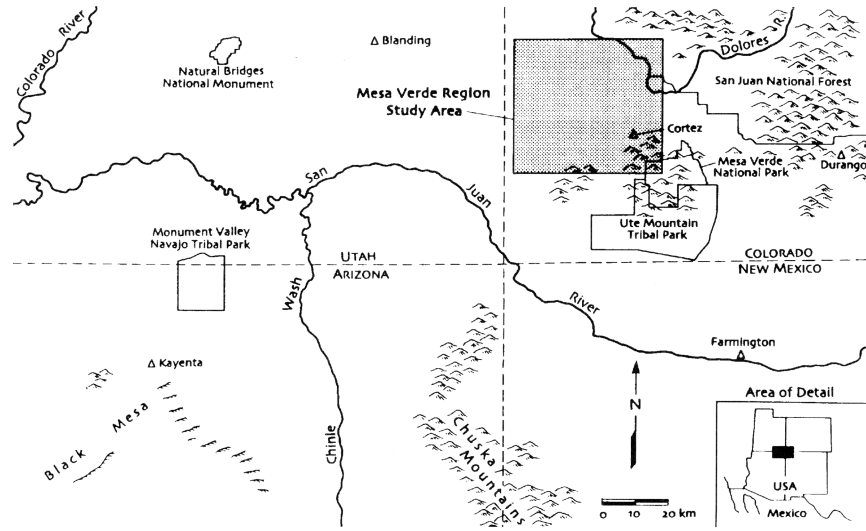 Colorado River
Blanding
Natural Bridges
National Monument
Mesa Verde Region
Study Area
Dolores R.
San Juan National Forest
Cortez
Mesa Verde
National Park
Durango
San Juan River
Monument Valley
Navajo Tribal Park
Ute Mountain
Tribal Park
UTAH
ARIZONA
COLORADO
NEW MEXICO
Chinle Wash
Farmington
Kayenta
Black Mesa
Chuska
Mountains
N
0 10 20 km
Area of Detail
USA
Mexico